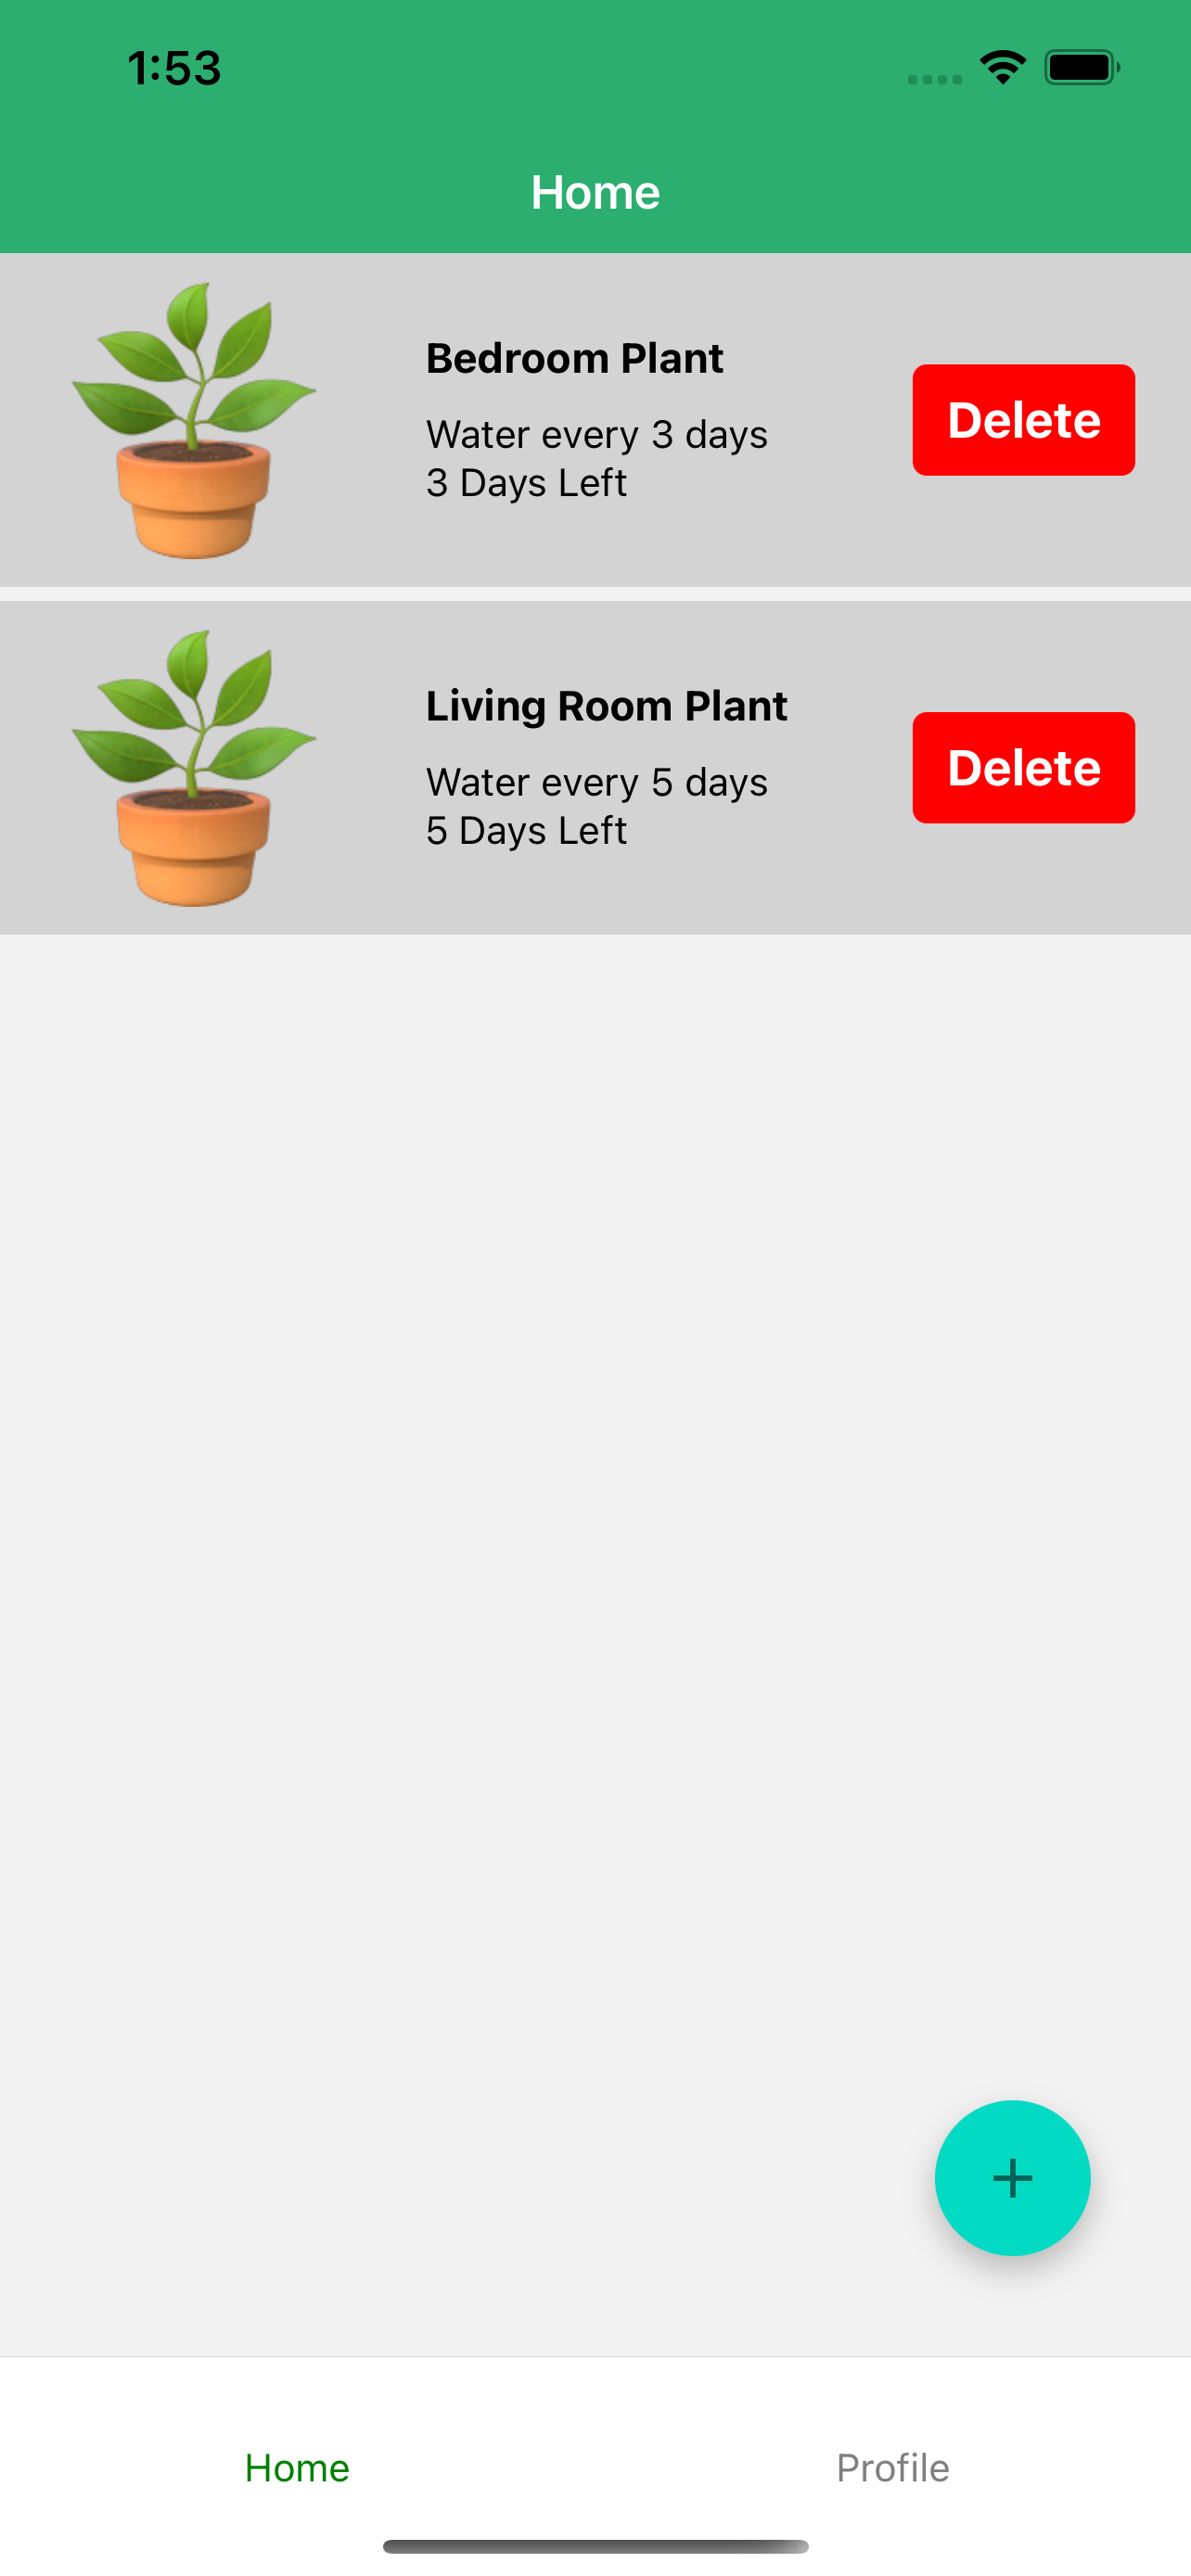 1:53
Home
Bedroom Plant
Water every 3 days
3 Days Left
Delete
Living Room Plant
Water every 5 days
5 Days Left
Delete
+
Home
Profile